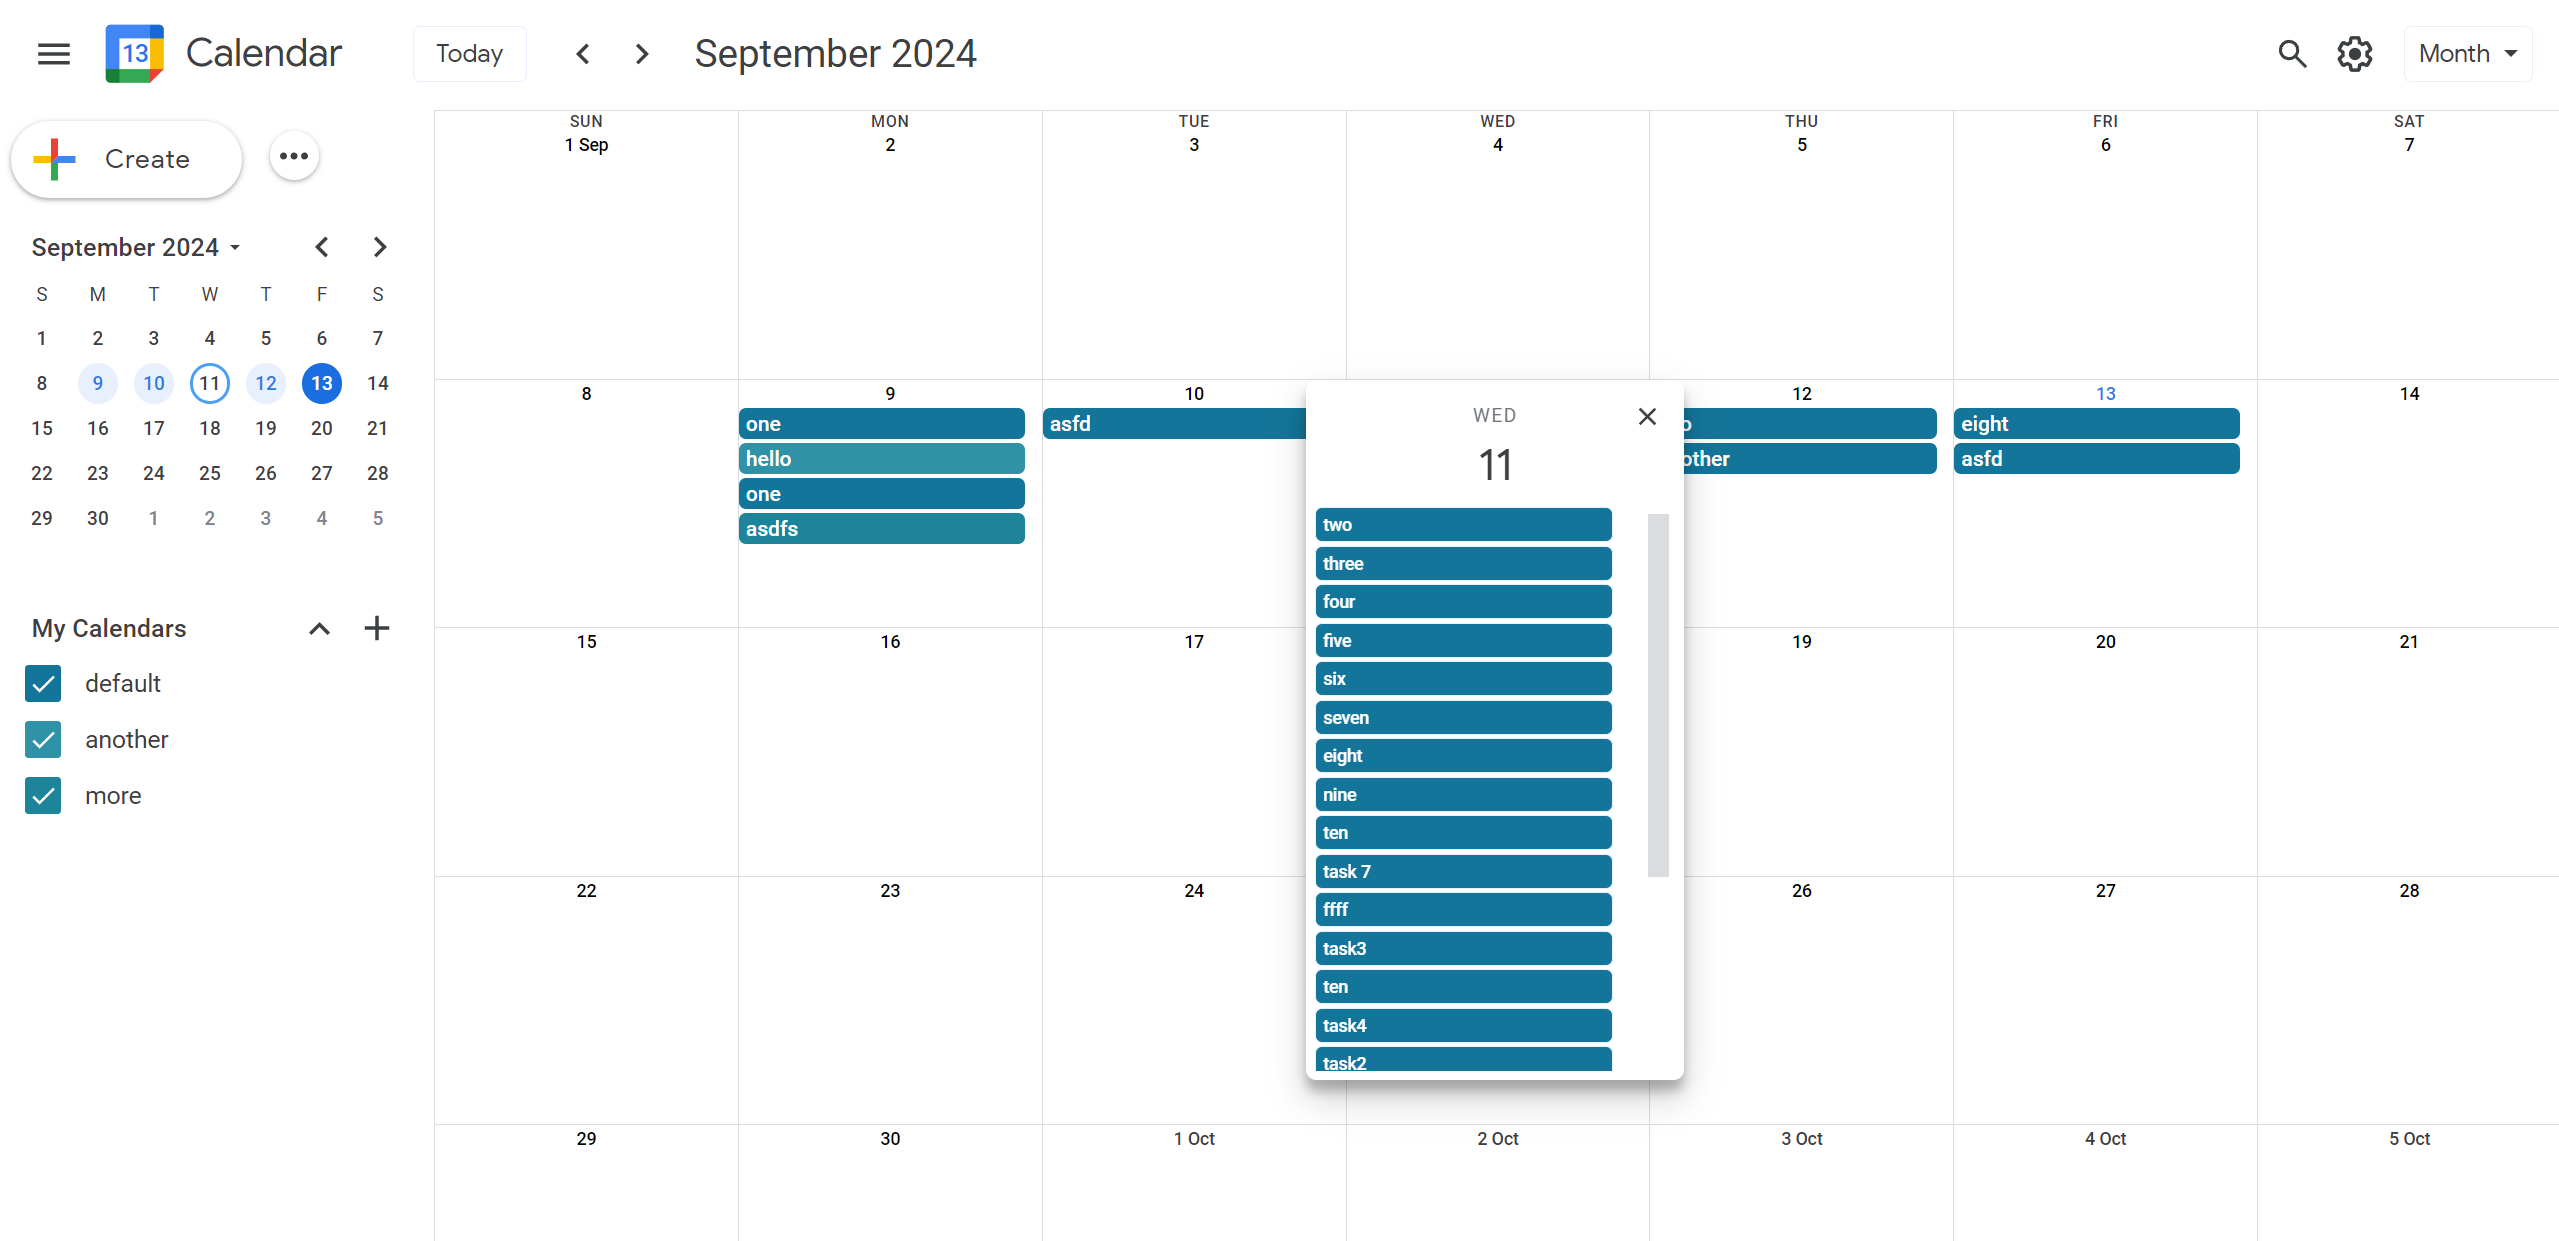 13 Calendar Today September 2024 Month
Create
September 2024
S M T W T F S
1 2 3 4 5 6 7
8 9 10 11 12 13 14
15 16 17 18 19 20 21
22 23 24 25 26 27 28
29 30 1 2 3 4 5
My Calendars
default
another
more
SUN MON TUE WED THU FRI SAT
1 Sep 2 3 4 5 6 7
8 9 10 12 13 14
one asfd eight
hello other asfd
one
asdfs
15 16 17 19 20 21
22 23 24 26 27 28
29 30 1 Oct 2 Oct 3 Oct 4 Oct 5 Oct
WED
11
two
three
four
five
six
seven
eight
nine
ten
task 7
ffff
task3
ten
task4
task2